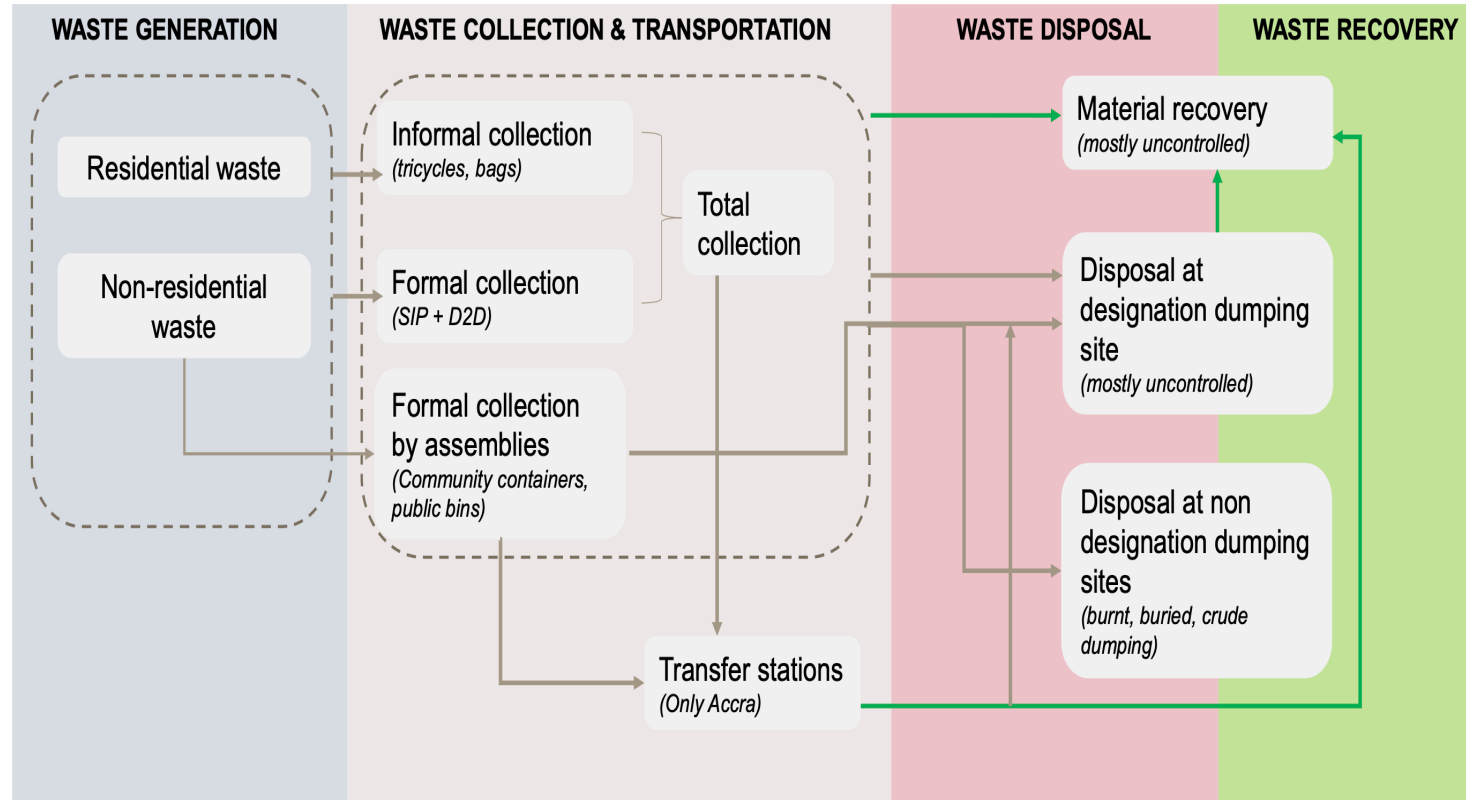 WASTE GENERATION
WASTE COLLECTION & TRANSPORTATION
WASTE DISPOSAL
WASTE RECOVERY
Residential waste
Non-residential
waste
Informal collection
(tricycles, bags)
Formal collection
(SIP + D2D)
Formal collection
by assemblies
(Community containers,
public bins)
Total
collection
Transfer stations
(Only Accra)
Material recovery
(mostly uncontrolled)
Disposal at
designation dumping
site
(mostly uncontrolled)
Disposal at non
designation dumping
sites
(burnt, buried, crude
dumping)